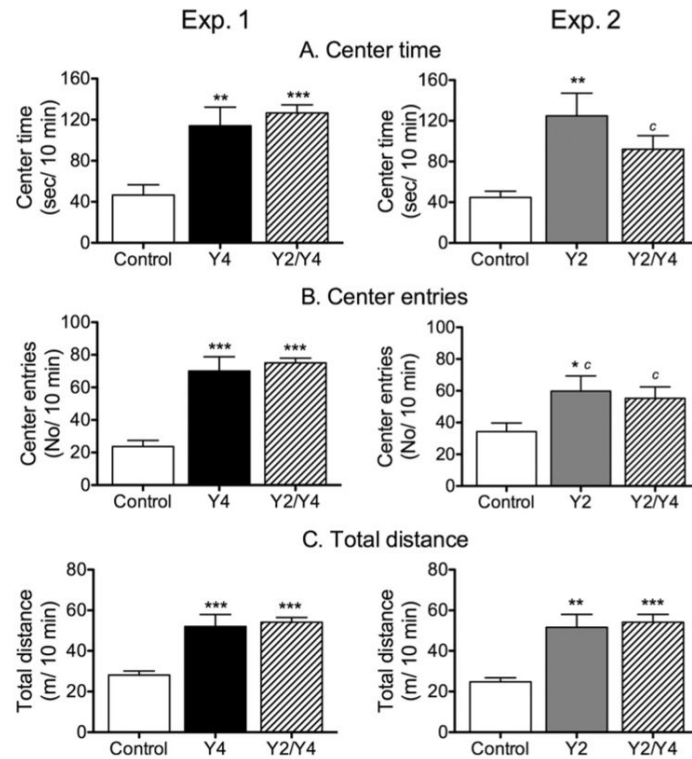 Exp. 1
Exp. 2
A. Center time
Center time
(sec/ 10 min)
160
120
80
40
0
**
***
Control
Y4
Y2/Y4
Center time
(sec/ 10 min)
160
120
80
40
0
**
c
Control
Y2
Y2/Y4
B. Center entries
Center entries
(No/ 10 min)
100
80
60
40
20
0
***
***
Control
Y4
Y2/Y4
Center entries
(No/ 10 min)
100
80
60
40
20
0
* c
c
Control
Y2
Y2/Y4
C. Total distance
Total distance
(m/ 10 min)
80
60
40
20
0
***
***
Control
Y4
Y2/Y4
Total distance
(m/ 10 min)
80
60
40
20
0
**
***
Control
Y2
Y2/Y4